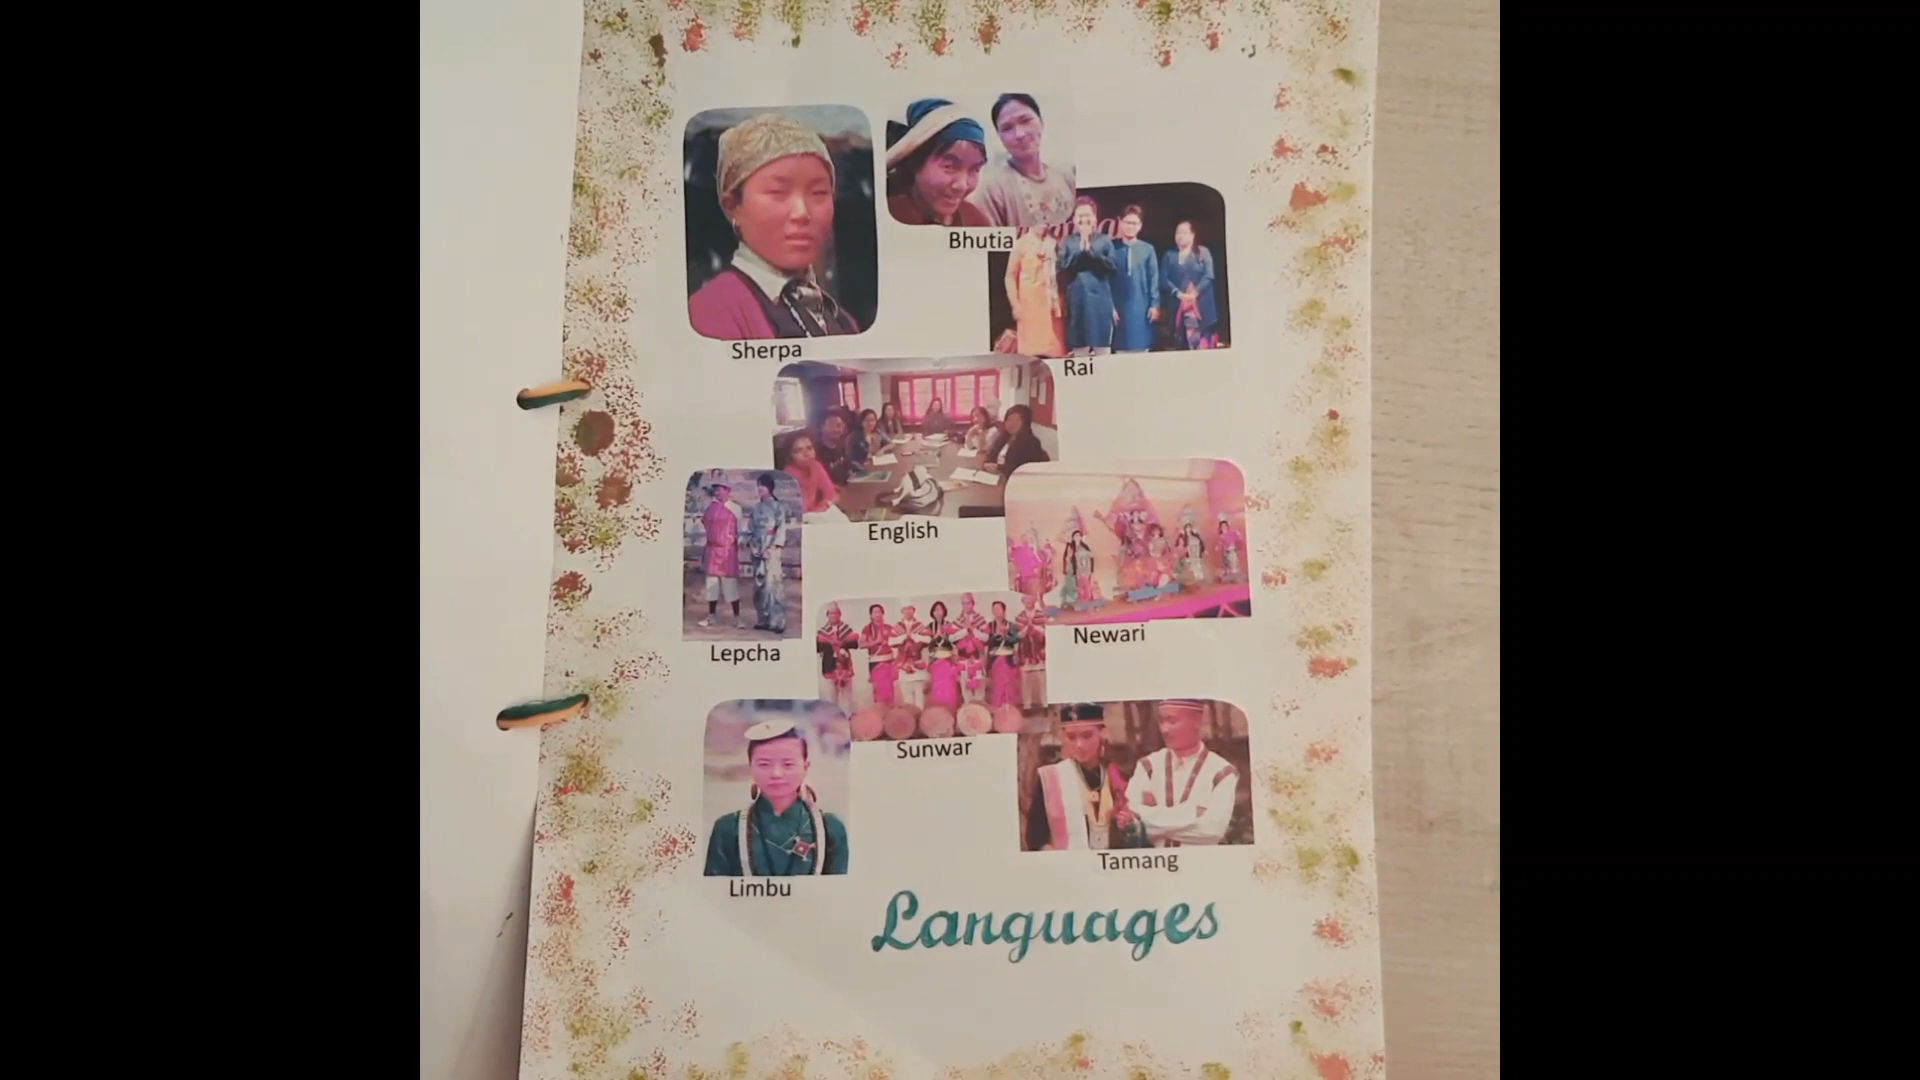 Bhutia
Sherpa
Rai
English
Newari
Lepcha
Sunwar
Tamang
Limbu
Languages